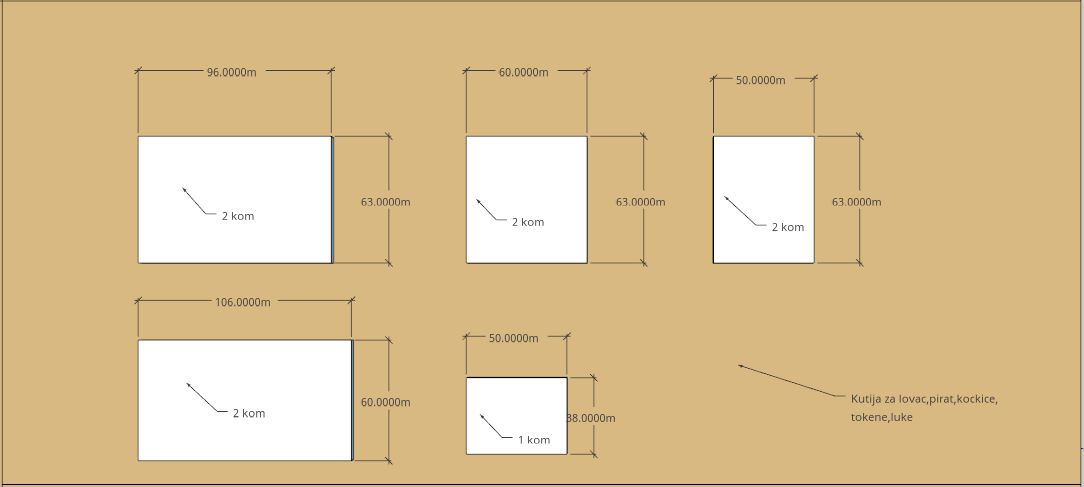 96.0000m
60.0000m
50.0000m
63.0000m
63.0000m
63.0000m
2 kom
2 kom
2 kom
106.0000m
50.0000m
60.0000m
38.0000m
2 kom
1 kom
Kutija za lovac,pirat,kockice,
tokene,luke